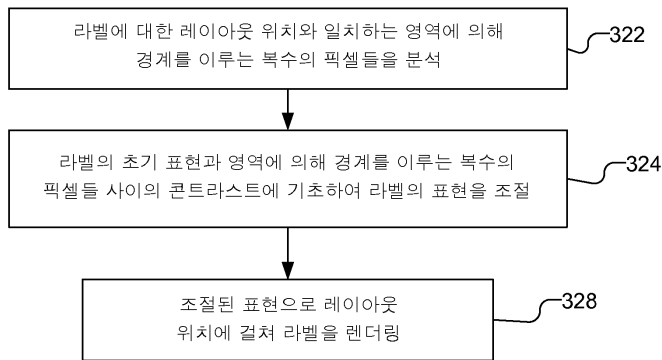 라벨에 대한 레이아웃 위치와 일치하는 영역에 의해
경계를 이루는 복수의 픽셀들을 분석
322
라벨의 초기 표현과 영역에 의해 경계를 이루는 복수의
픽셀들 사이의 콘트라스트에 기초하여 라벨의 표현을 조절
324
조절된 표현으로 레이아웃
위치에 걸쳐 라벨을 렌더링
328